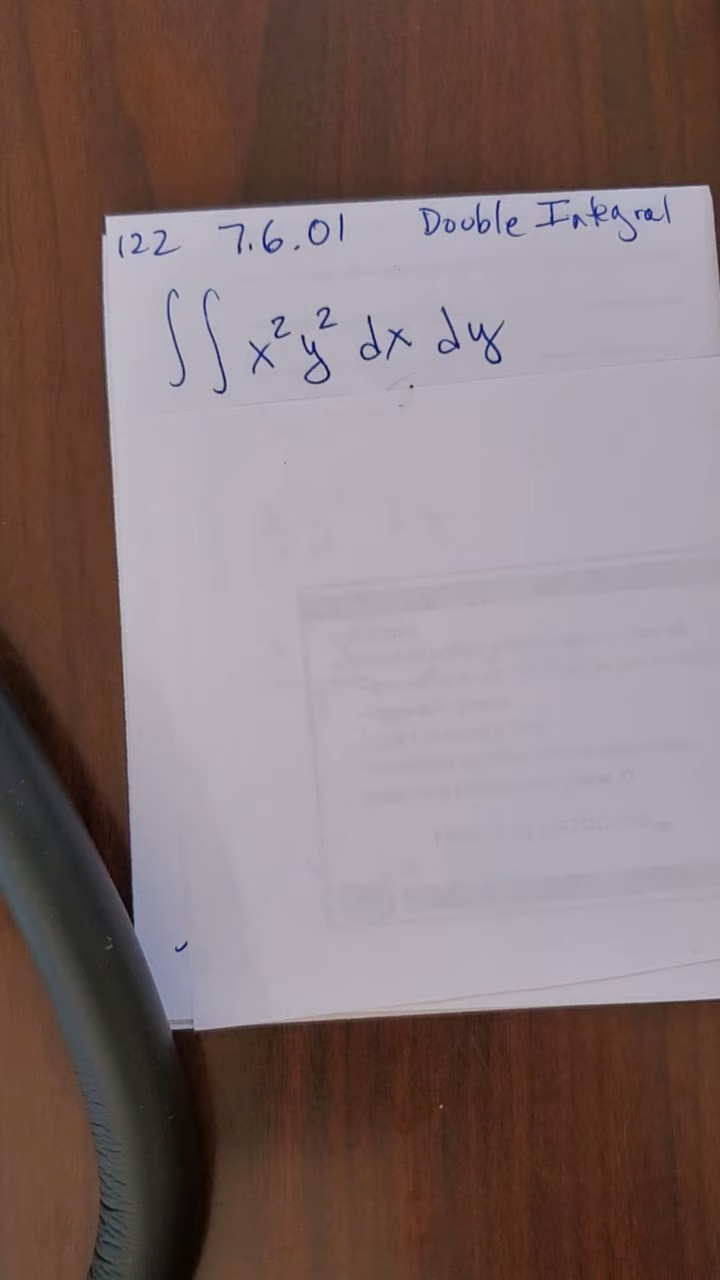 122 7.6.01 Double Integral
∫∫ x²y² dx dy